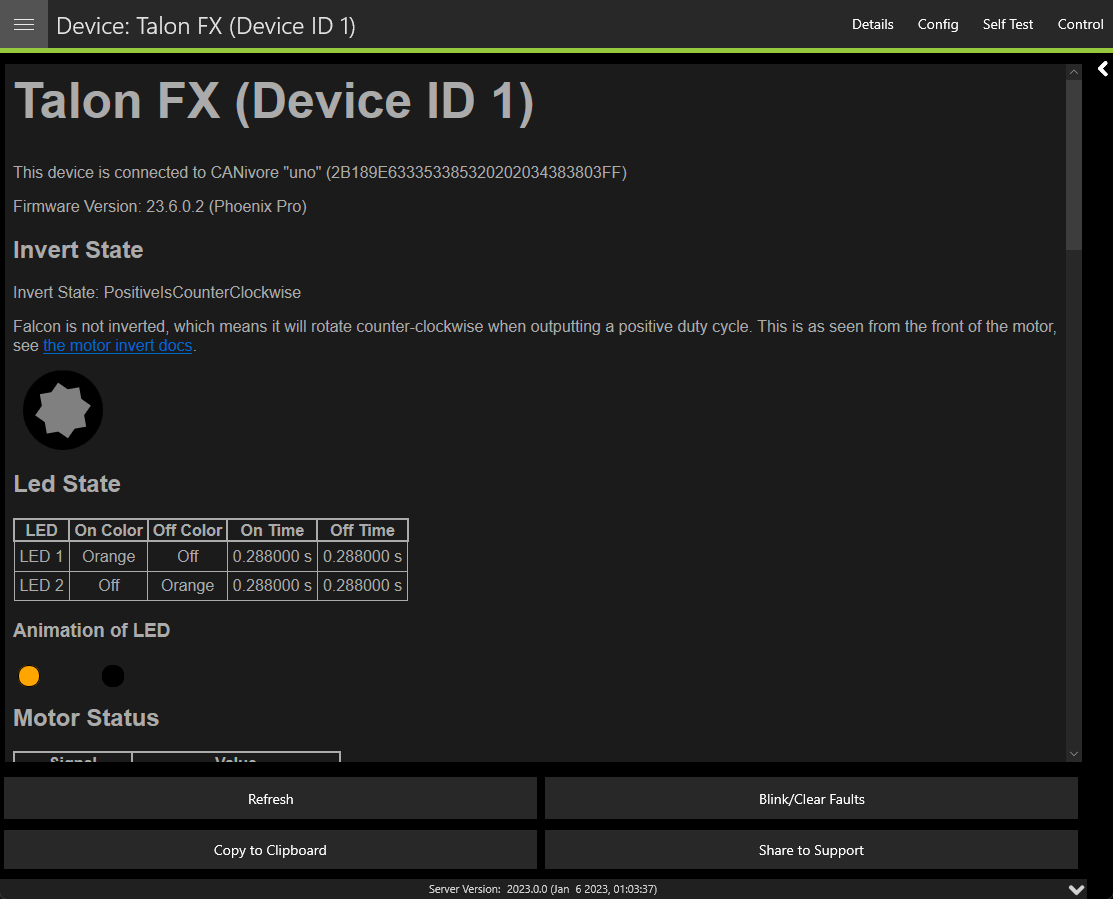 Device: Talon FX (Device ID 1)
Details Config Self Test Control
Talon FX (Device ID 1)
This device is connected to CANivore "uno" (2B189E633353385320202034383803FF)
Firmware Version: 23.6.0.2 (Phoenix Pro)
Invert State
Invert State: PositiveIsCounterClockwise
Falcon is not inverted, which means it will rotate counter-clockwise when outputting a positive duty cycle. This is as seen from the front of the motor,
see the motor invert docs.
Led State
LED On Color Off Color On Time Off Time
LED 1 Orange Off 0.288000 s 0.288000 s
LED 2 Off Orange 0.288000 s 0.288000 s
Animation of LED
Motor Status
Signal Value
Refresh Blink/Clear Faults
Copy to Clipboard Share to Support
Server Version: 2023.0.0 (Jan 6 2023, 01:03:37)